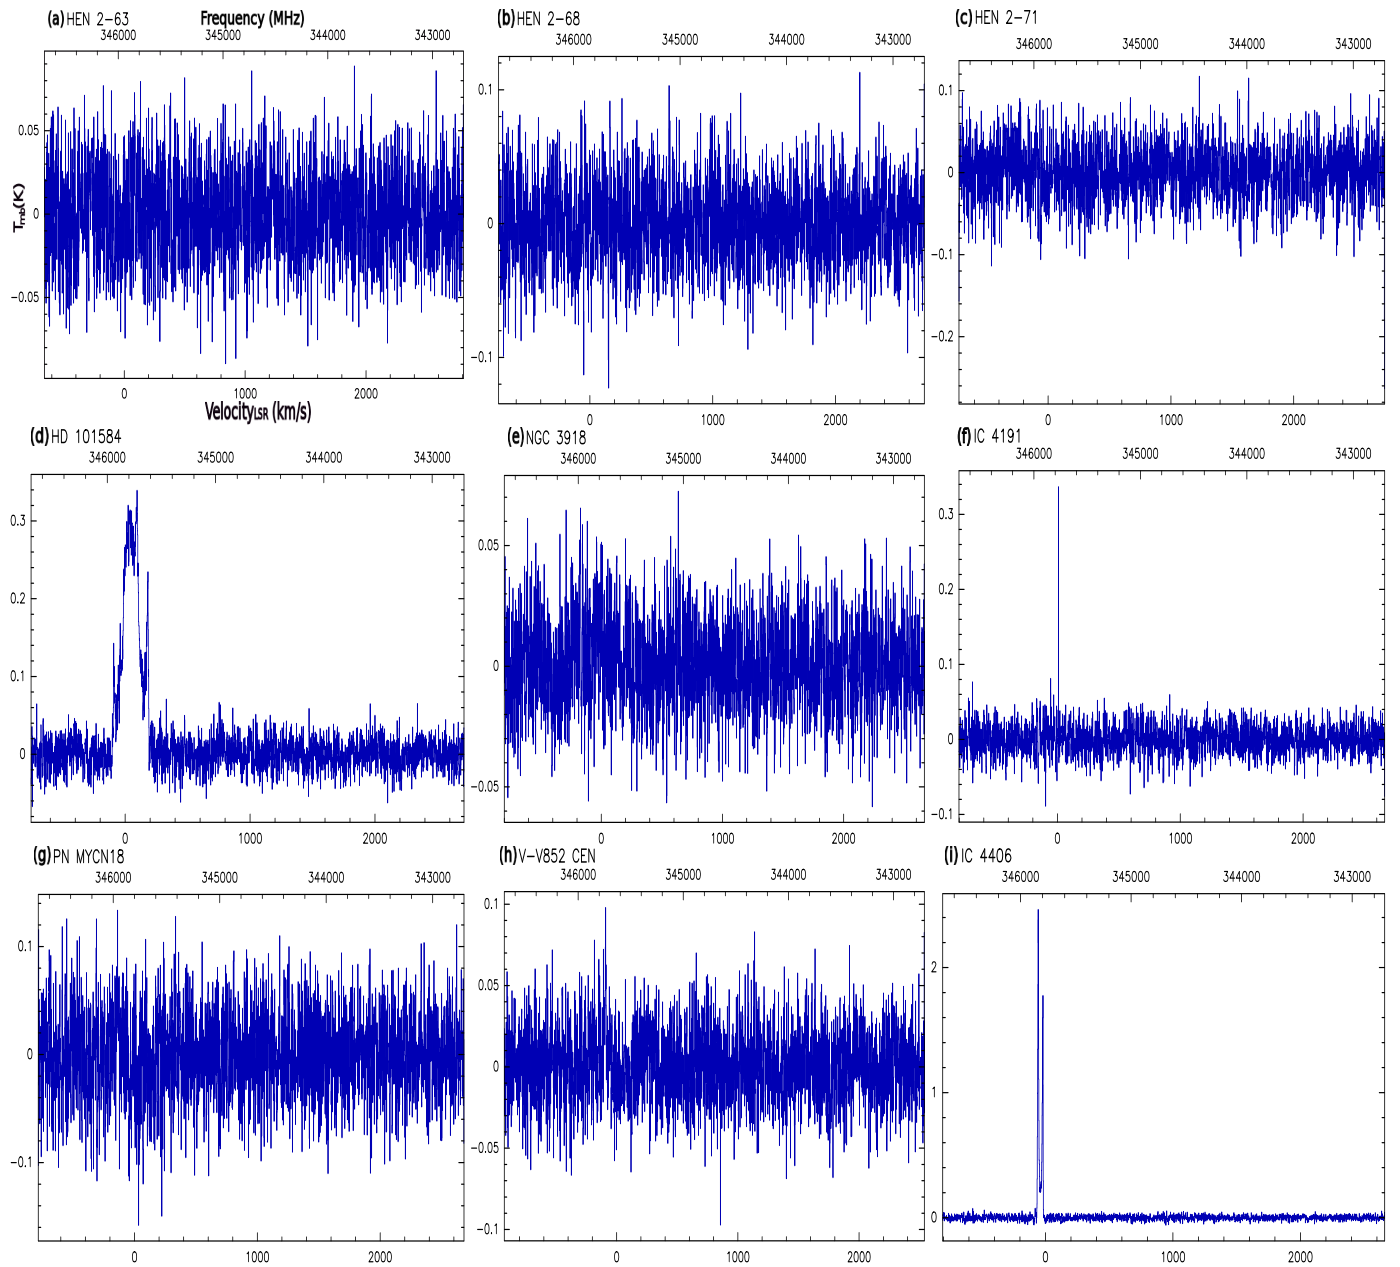 (a) HEN 2-63 Frequency (MHz)
346000 345000 344000 343000
0.05
0
-0.05
Tmb(K)
0 1000 2000
VelocityLSR (km/s)
(b) HEN 2-68
346000 345000 344000 343000
0.1
0
-0.1
0 1000 2000
(c) HEN 2-71
346000 345000 344000 343000
0.1
0
-0.1
-0.2
0 1000 2000
(d) HD 101584
346000 345000 344000 343000
0.3
0.2
0.1
0
0 1000 2000
(e) NGC 3918
346000 345000 344000 343000
0.05
0
-0.05
0 1000 2000
(f) IC 4191
346000 345000 344000 343000
0.3
0.2
0.1
0
-0.1
0 1000 2000
(g) PN MYCN18
346000 345000 344000 343000
0.1
0
-0.1
0 1000 2000
(h) V-V852 CEN
346000 345000 344000 343000
0.1
0.05
0
-0.05
-0.1
0 1000 2000
(i) IC 4406
346000 345000 344000 343000
2
1
0
0 1000 2000